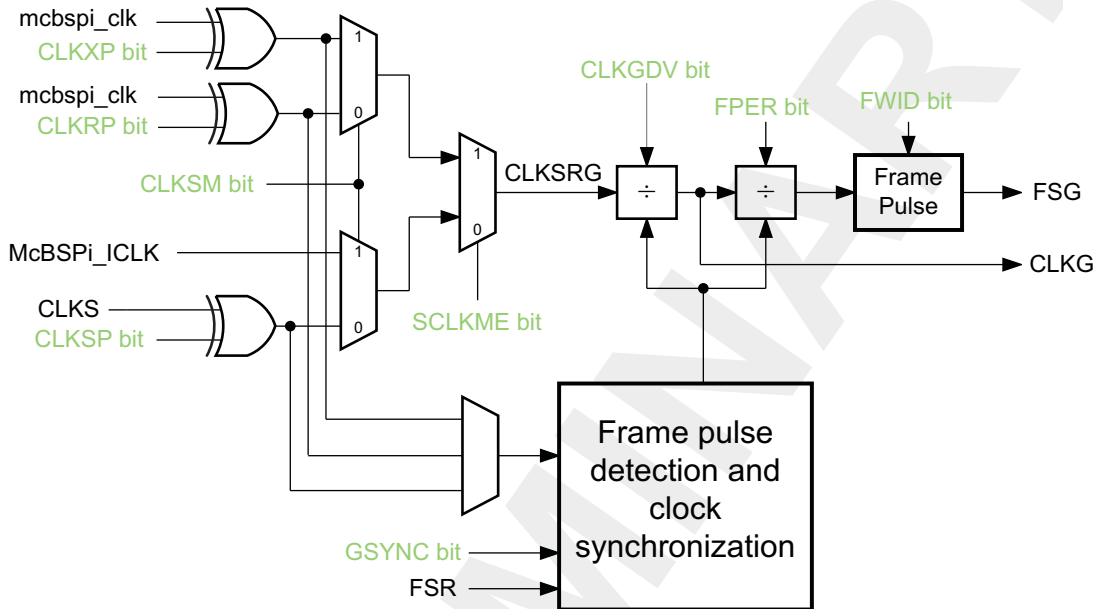 mcbspi_clk
CLKXP bit
1
mcbspi_clk
CLKRP bit
0
CLKSM bit
McBSPi_ICLK
1
CLKS
CLKSP bit
0
1
0
SCLKME bit
CLKSRG
CLKGDV bit
÷
FPER bit
÷
FWID bit
Frame
Pulse
FSG
CLKG
Frame pulse
detection and
clock
synchronization
GSYNC bit
FSR